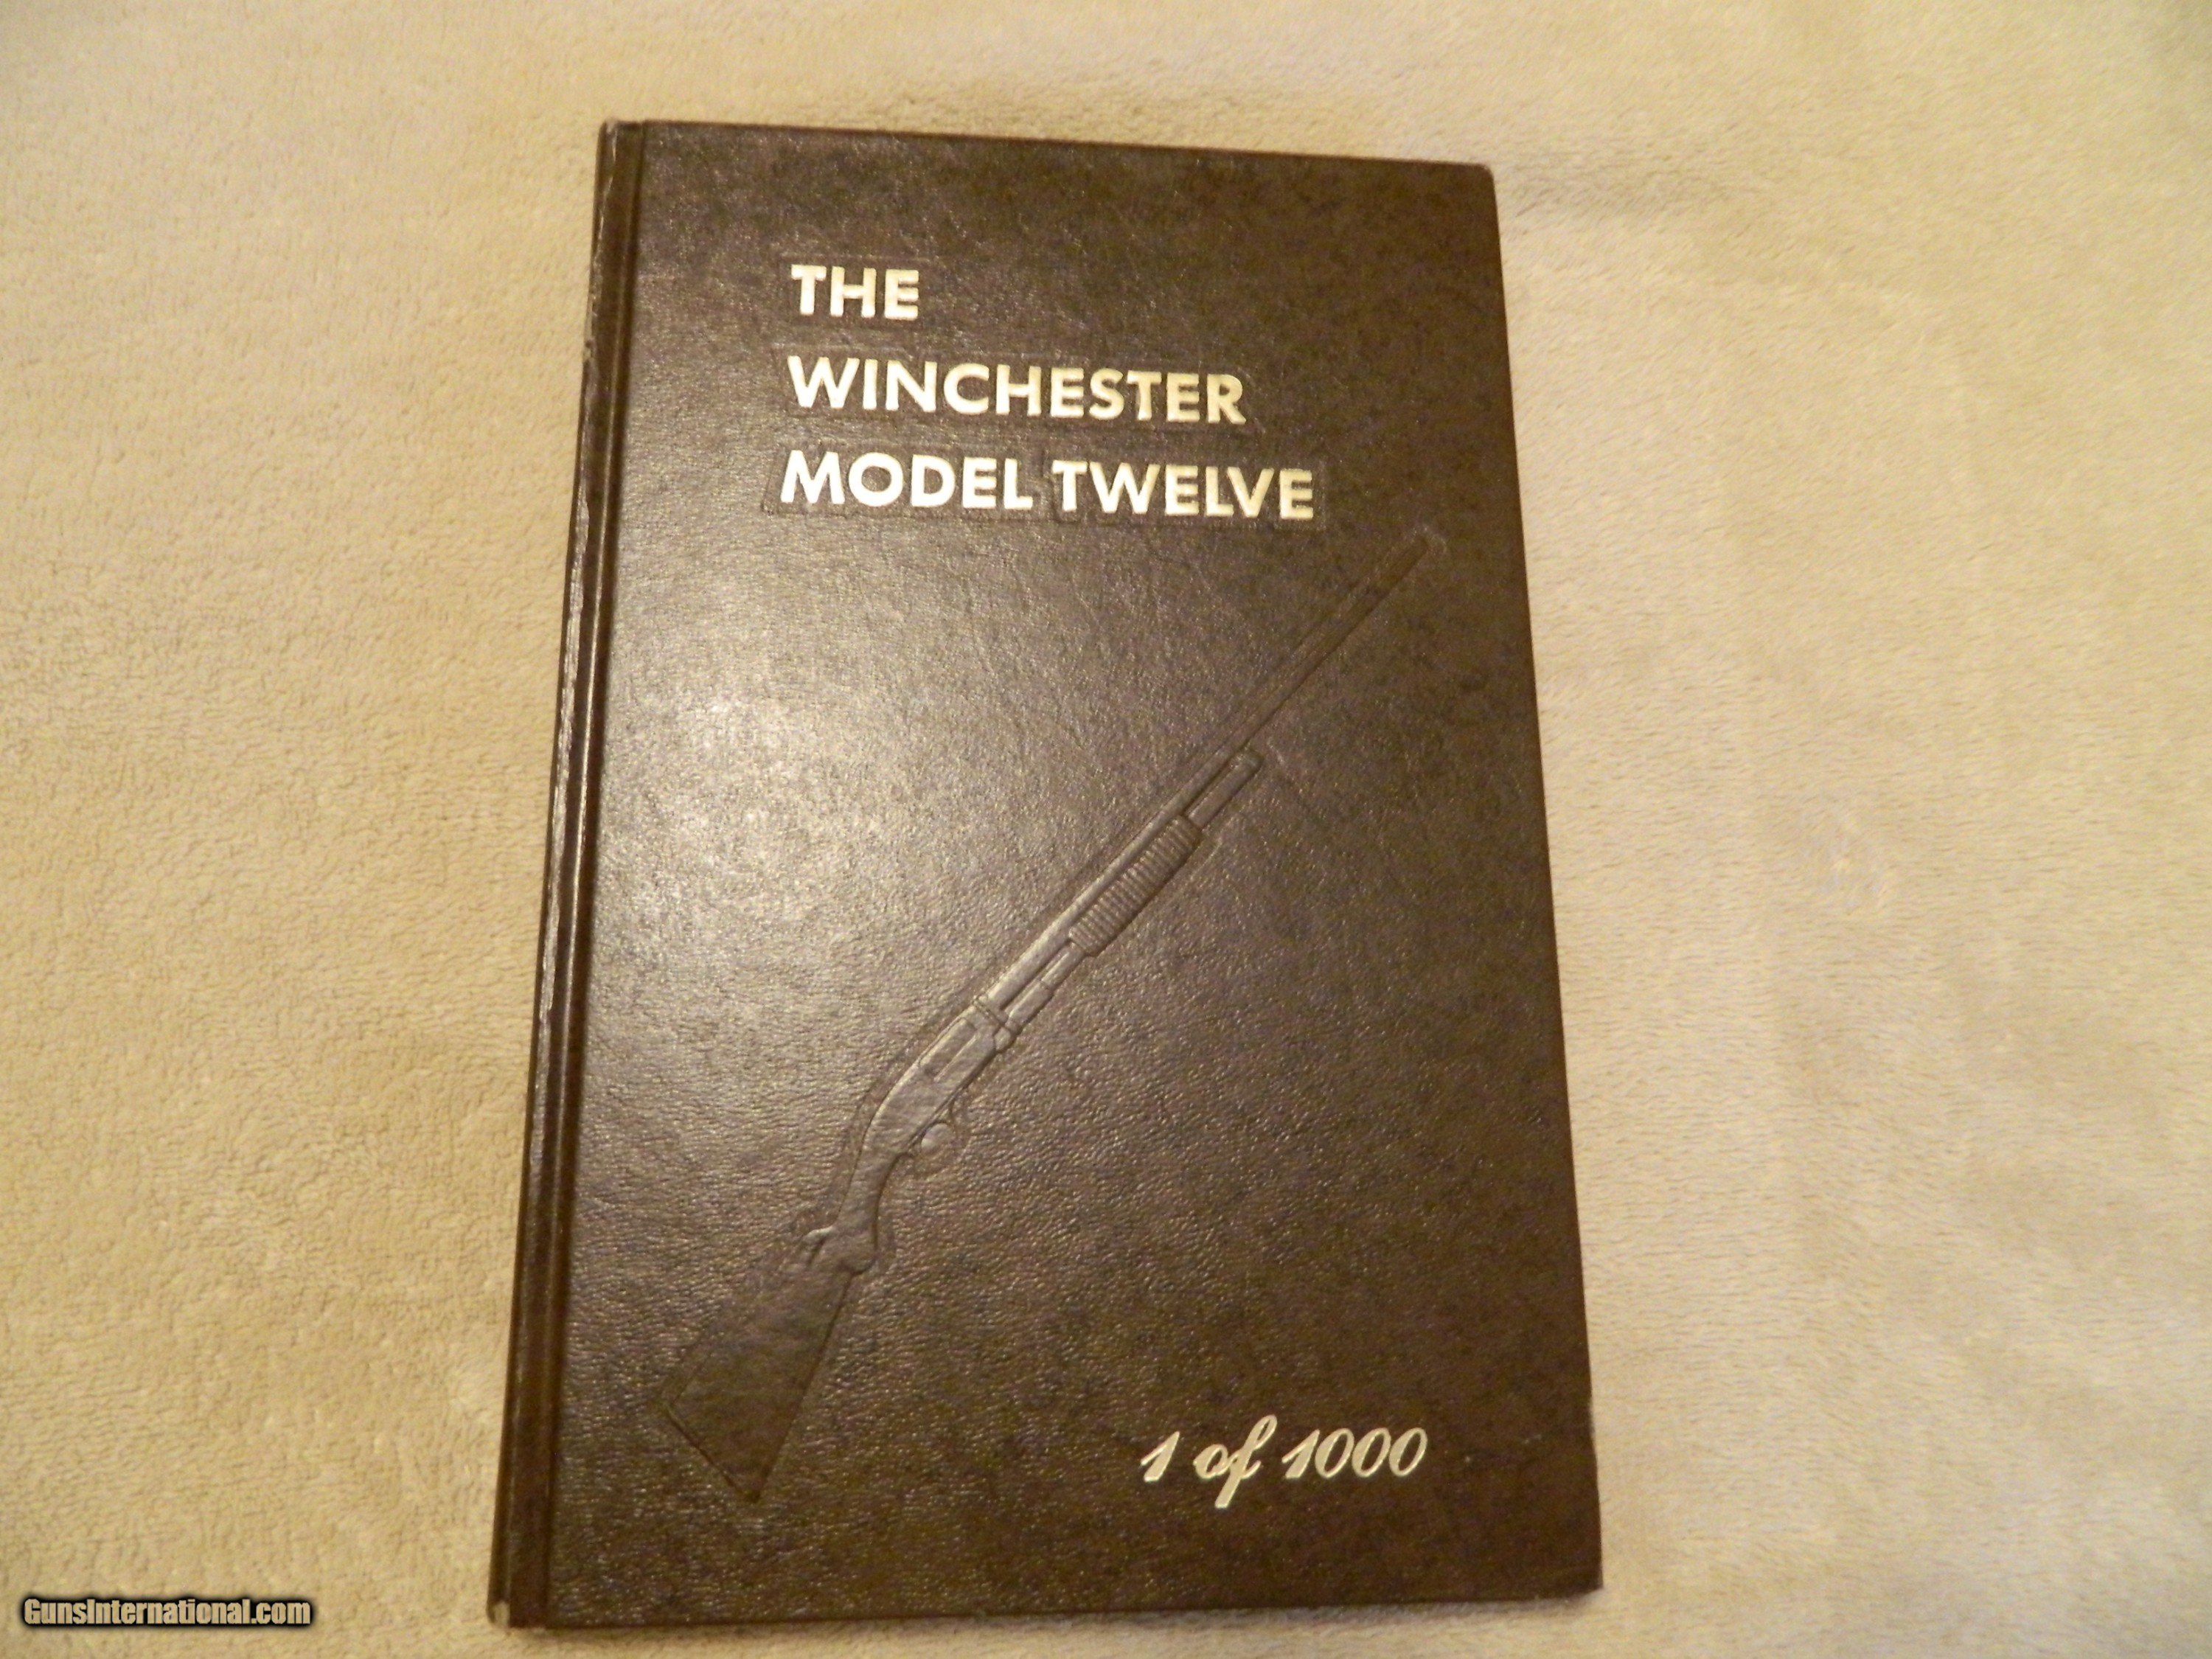 THE
WINCHESTER
MODEL TWELVE
1 of 1000
GunsInternational.com